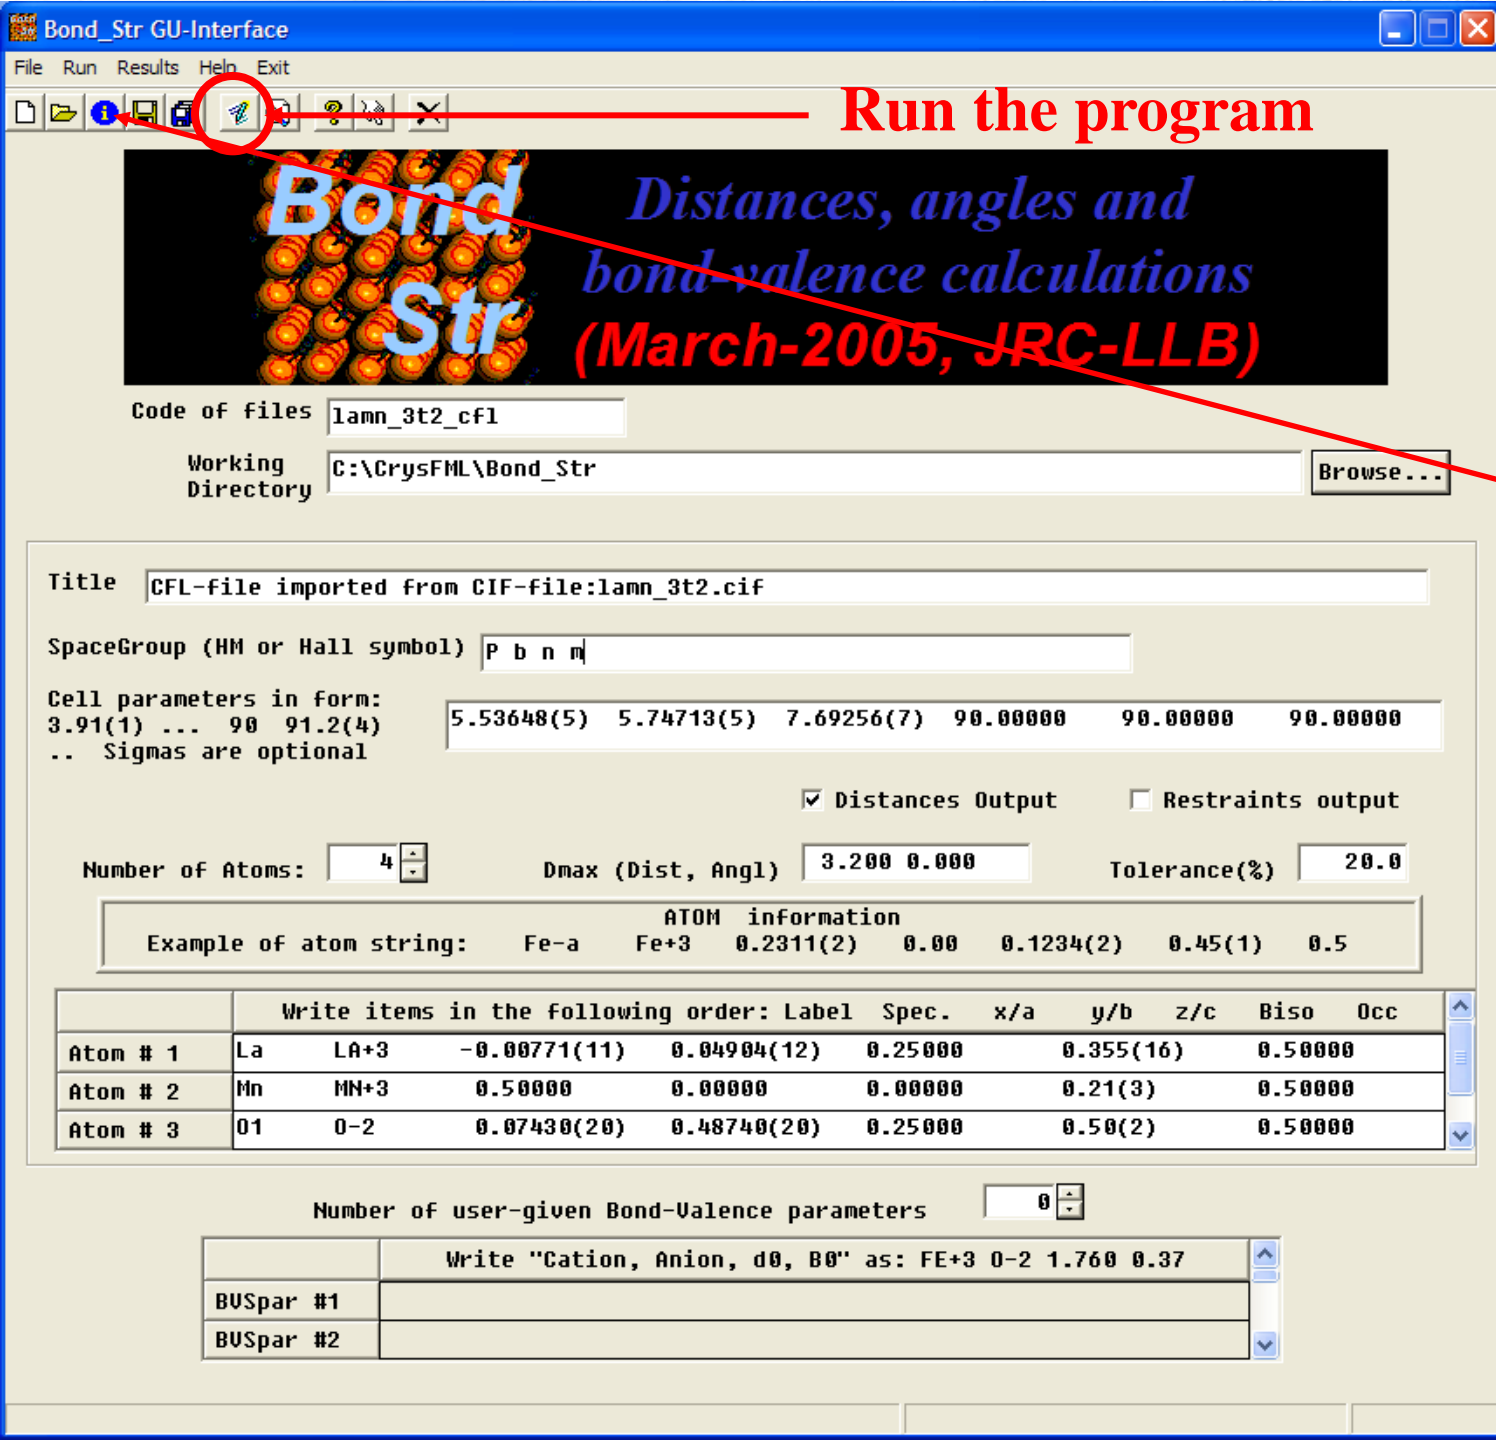 Bond_Str GU-Interface
File Run Results Help Exit
Run the program
Bond Str
Distances, angles and
bond-valence calculations
(March-2005, JRC-LLB)
Code of files lamn_3t2_cfl
Working Directory C:\CrysFML\Bond_Str Browse...
Title CFL-file imported from CIF-file:lamn_3t2.cif
SpaceGroup (HM or Hall symbol) P b n m
Cell parameters in form:
3.91(1) ... 90 91.2(4)
.. Sigmas are optional
5.53648(5) 5.74713(5) 7.69256(7) 90.00000 90.00000 90.00000
Distances Output Restraints output
Number of Atoms: 4 Dmax (Dist, Angl) 3.200 0.000 Tolerance(%) 20.0
ATOM information
Example of atom string: Fe-a Fe+3 0.2311(2) 0.00 0.1234(2) 0.45(1) 0.5
Write items in the following order: Label Spec. x/a y/b z/c Biso Occ
Atom # 1 La LA+3 -0.00771(11) 0.04904(12) 0.25000 0.355(16) 0.50000
Atom # 2 Mn MN+3 0.50000 0.00000 0.00000 0.21(3) 0.50000
Atom # 3 O1 O-2 0.07430(20) 0.48740(20) 0.25000 0.50(2) 0.50000
Number of user-given Bond-Valence parameters 0
Write "Cation, Anion, d0, B0" as: FE+3 O-2 1.760 0.37
BVSpar #1
BVSpar #2